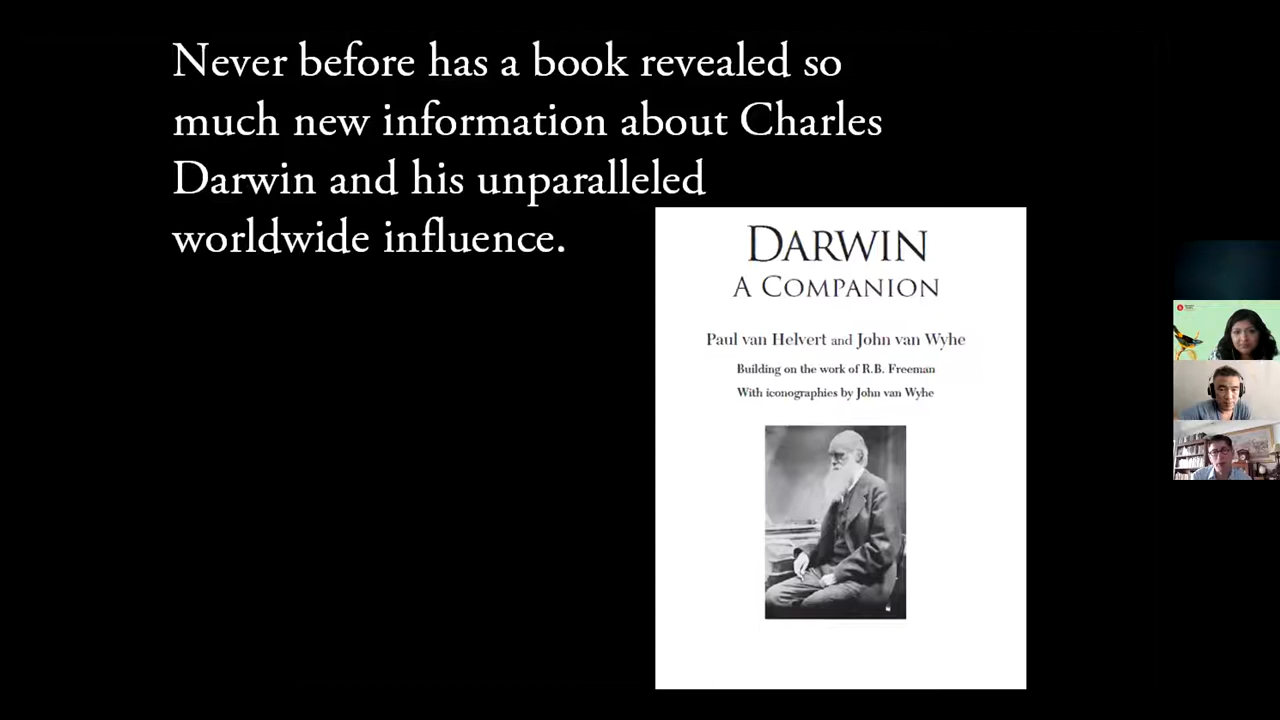 Never before has a book revealed so
much new information about Charles
Darwin and his unparalleled
worldwide influence.
DARWIN
A COMPANION
Paul van Helvert and John van Wyhe
Building on the work of R.B. Freeman
With iconographies by John van Wyhe